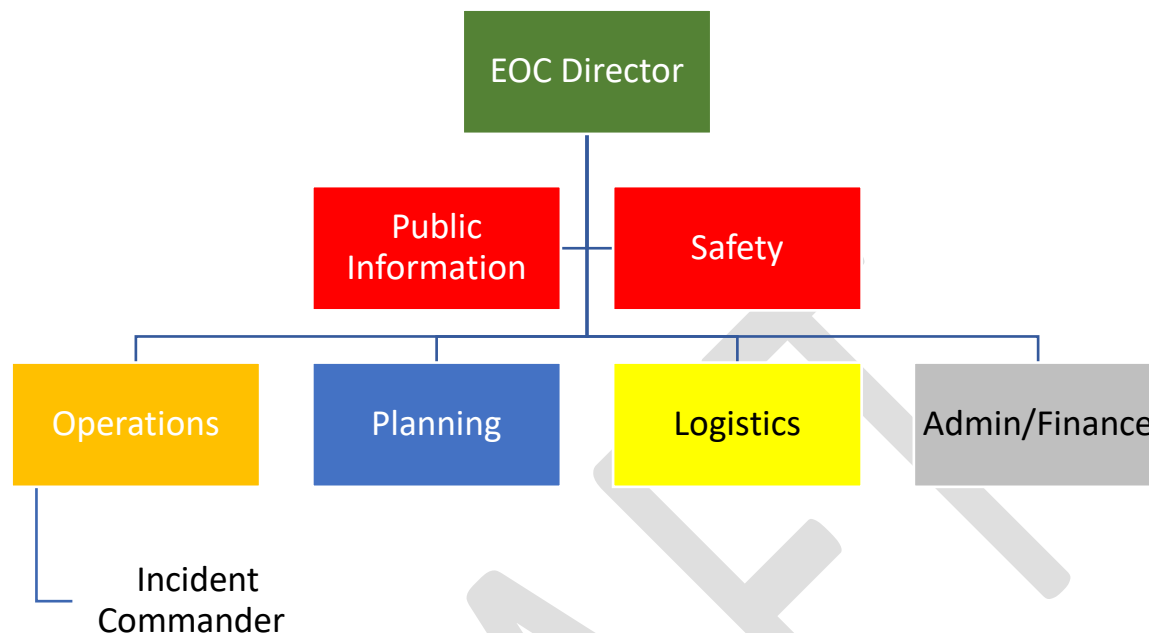 EOC Director
Public
Information
Safety
Operations
Planning
Logistics
Admin/Finance
Incident
Commander